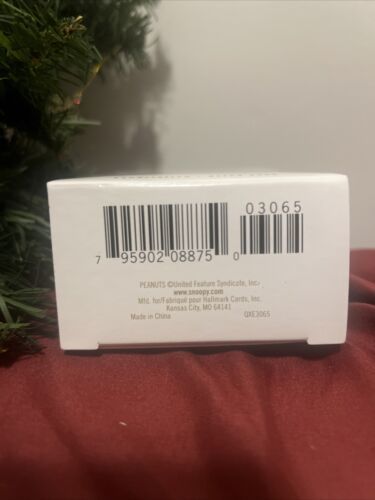 03065
7 95902 08875 0
PEANUTS ©United Feature Syndicate, Inc.
www.snoopy.com
Mfd. for/Fabriqué pour Hallmark Cards, Inc.
Kansas City, MO 64141
Made in China QXE3065